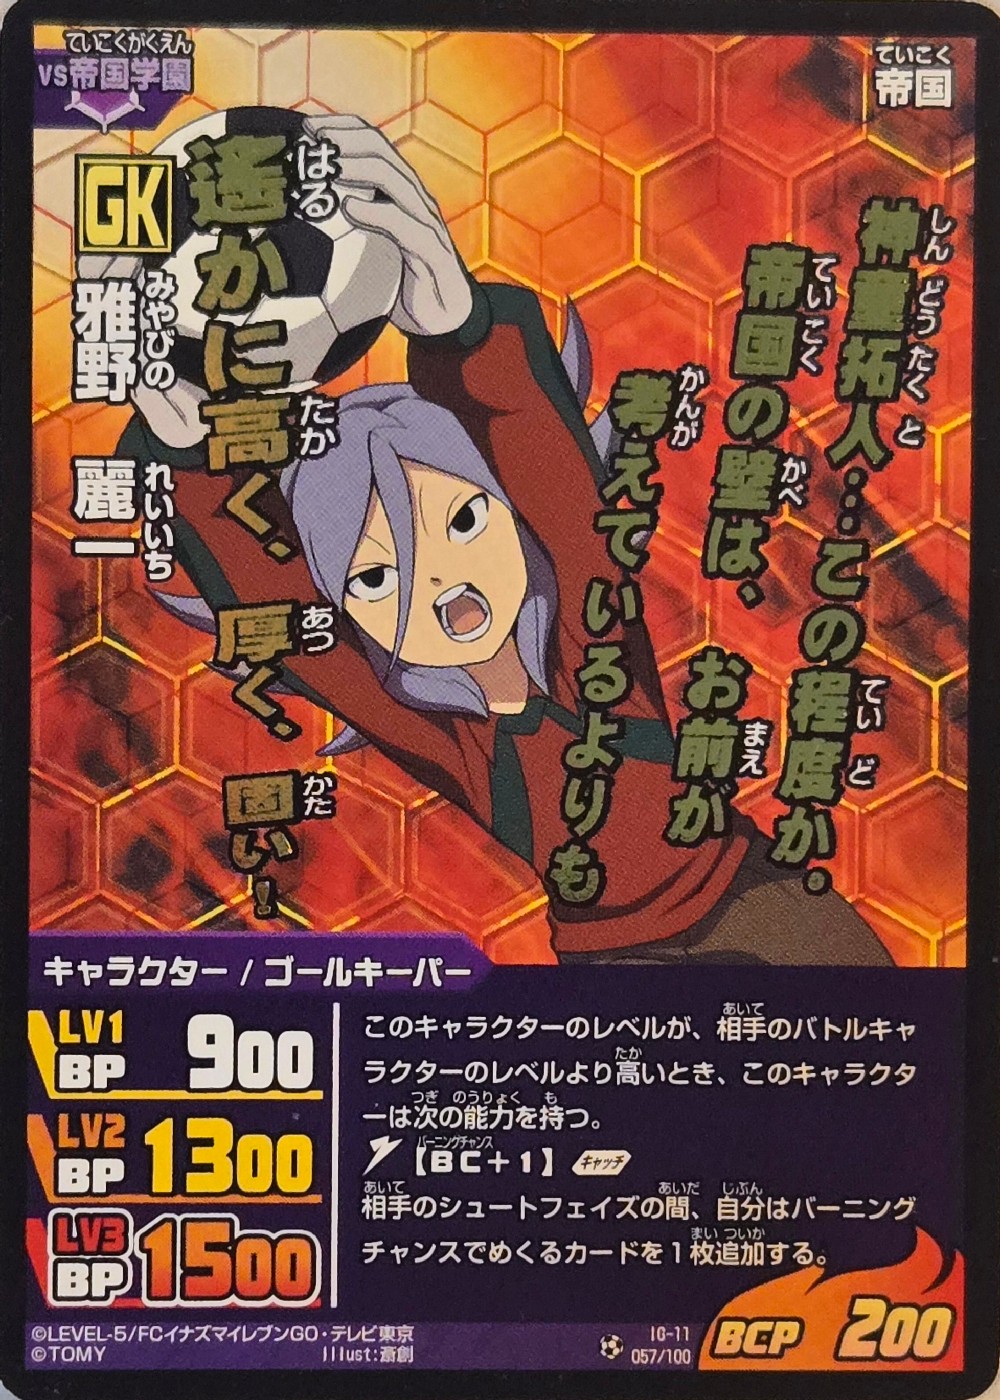 ていこくがくえん
vs帝国学園
ていこく
帝国
GK
雅野 麗一
みやびの れいいち
神童拓人…この程度か。
しんどうたくと ていど
帝国の壁は、お前が
ていこく かべ まえ
考えているよりも
かんが
遙かに高く、厚く、固い!
はる たか あつ かた
キャラクター / ゴールキーパー
LV1
BP 900
LV2
BP 1300
LV3
BP 1500
あいて
このキャラクターのレベルが、相手のバトルキャ
たか
ラクターのレベルより高いとき、このキャラクタ
つぎ のうりょく も
ーは次の能力を持つ。
バーニングチャンス
【BC+1】 キャッチ
あいて あいだ じぶん
相手のシュートフェイズの間、自分はバーニング
まい ついか
チャンスでめくるカードを1枚追加する。
©LEVEL-5/FCイナズマイレブンGO・テレビ東京
©TOMY Illust:斎創
IG-11
057/100
BCP 200